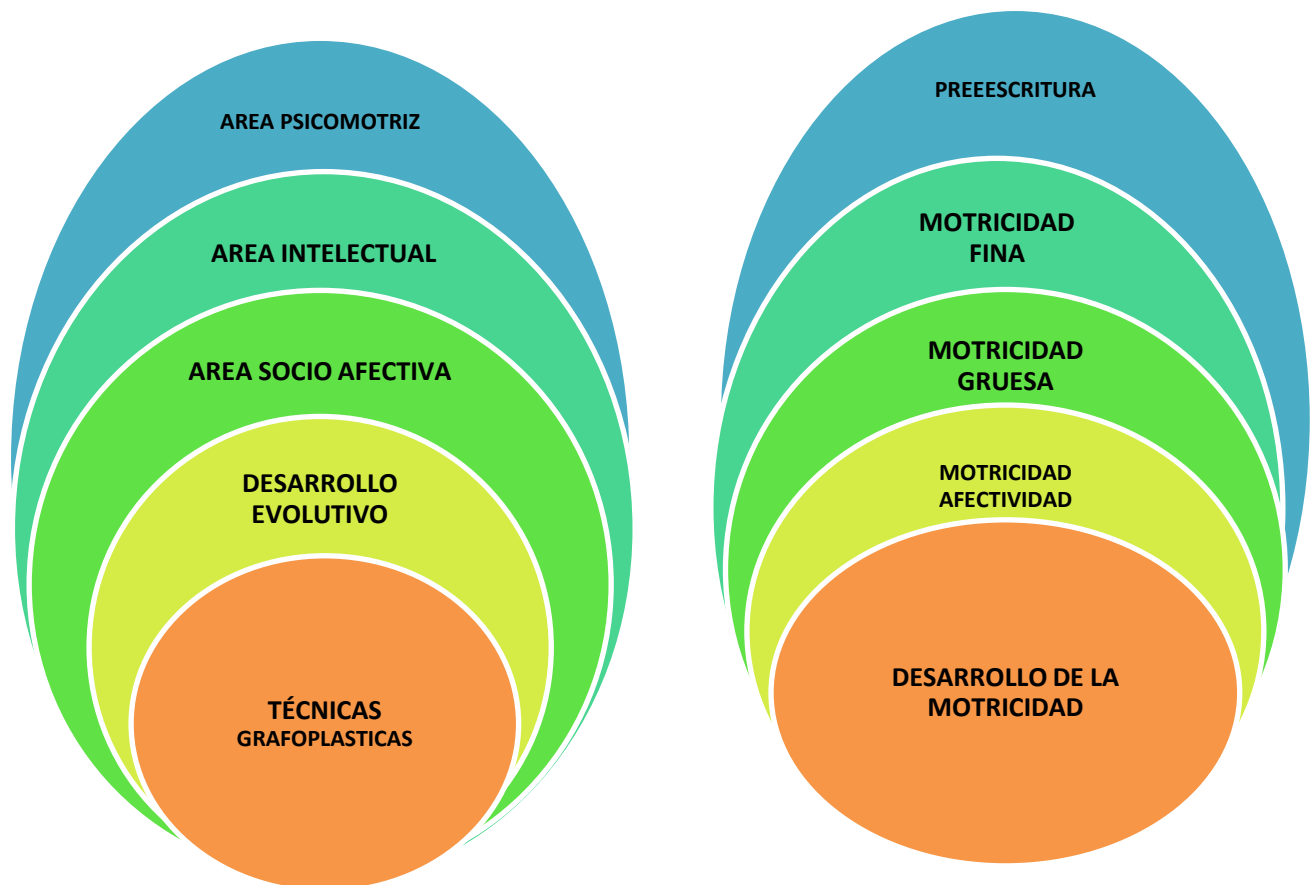 AREA PSICOMOTRIZ
AREA INTELECTUAL
AREA SOCIO AFECTIVA
DESARROLLO
EVOLUTIVO
TÉCNICAS
GRAFOPLASTICAS
PREEESCRITURA
MOTRICIDAD
FINA
MOTRICIDAD
GRUESA
MOTRICIDAD
AFECTIVIDAD
DESARROLLO DE LA
MOTRICIDAD